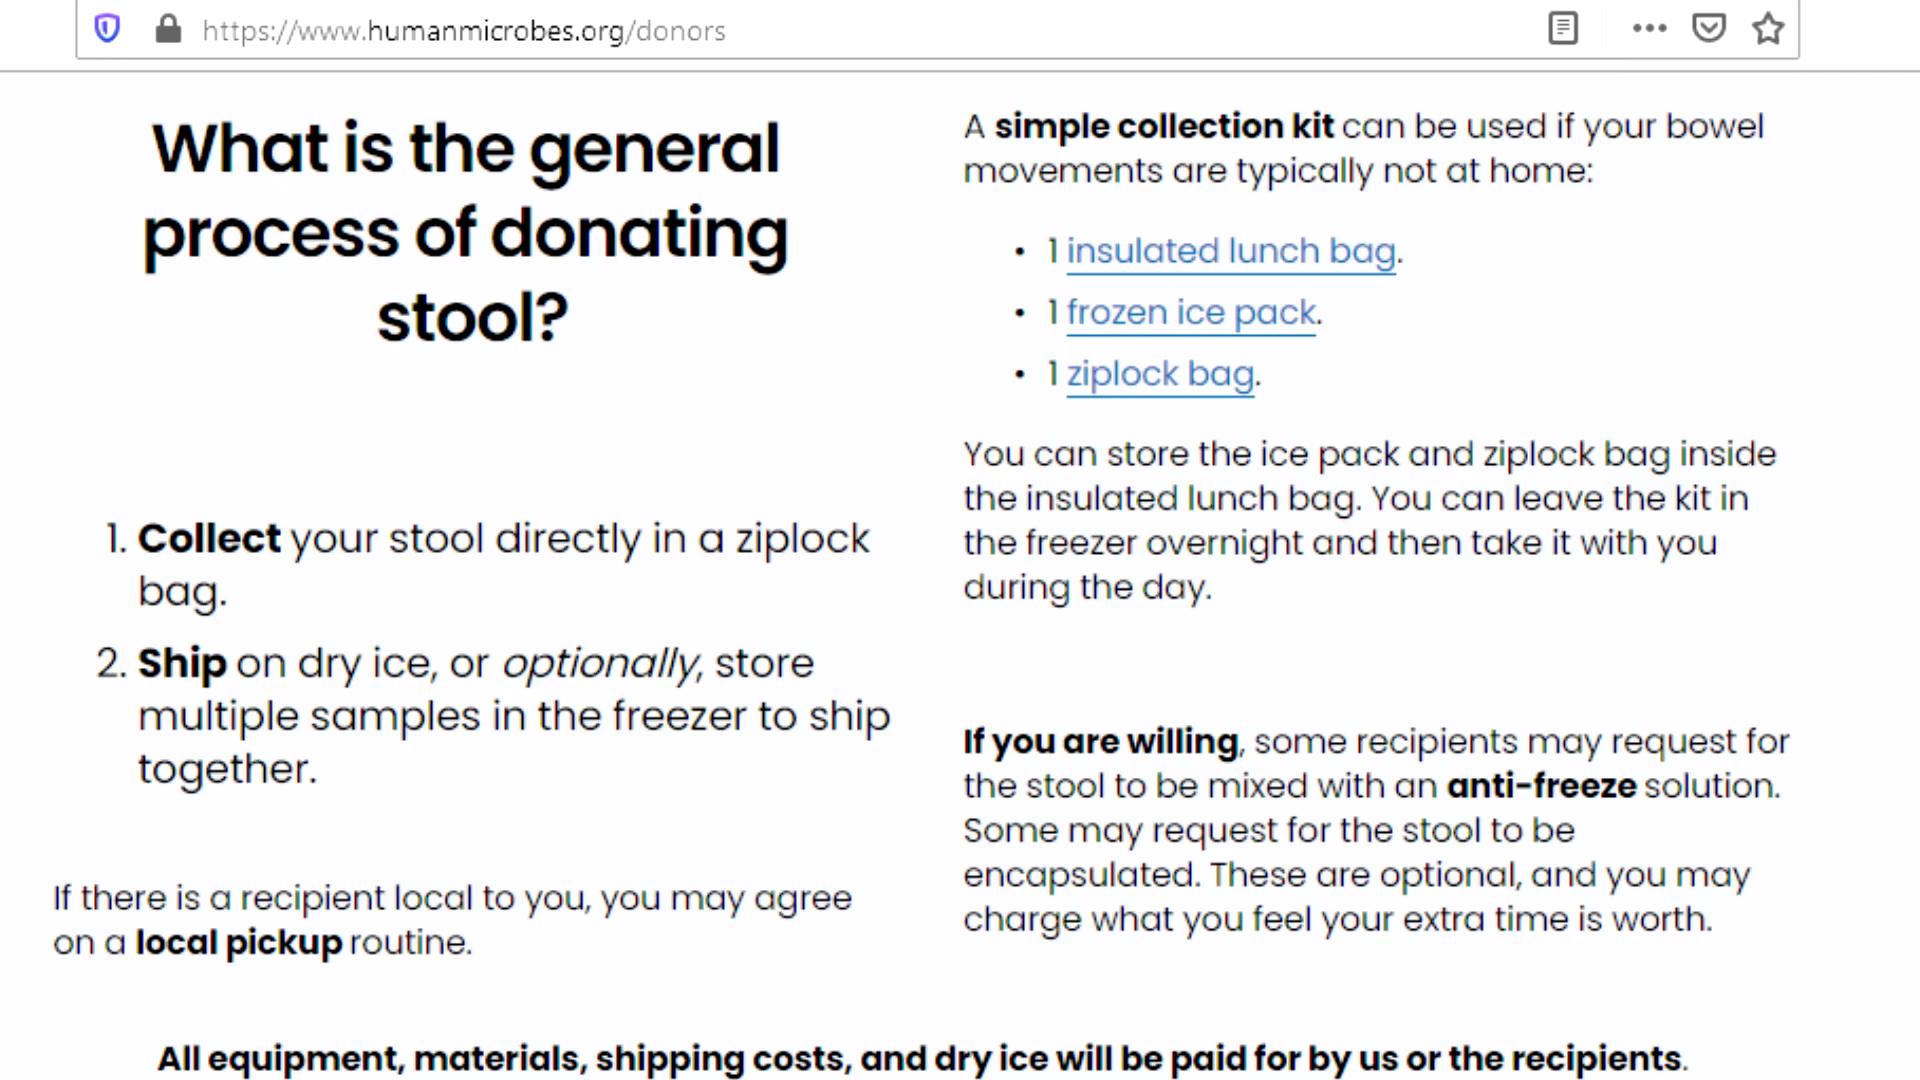 https://www.humanmicrobes.org/donors
What is the general
process of donating
stool?
1. Collect your stool directly in a ziplock
bag.
2. Ship on dry ice, or optionally, store
multiple samples in the freezer to ship
together.
If there is a recipient local to you, you may agree
on a local pickup routine.
A simple collection kit can be used if your bowel
movements are typically not at home:
• 1 insulated lunch bag.
• 1 frozen ice pack.
• 1 ziplock bag.
You can store the ice pack and ziplock bag inside
the insulated lunch bag. You can leave the kit in
the freezer overnight and then take it with you
during the day.
If you are willing, some recipients may request for
the stool to be mixed with an anti-freeze solution.
Some may request for the stool to be
encapsulated. These are optional, and you may
charge what you feel your extra time is worth.
All equipment, materials, shipping costs, and dry ice will be paid for by us or the recipients.